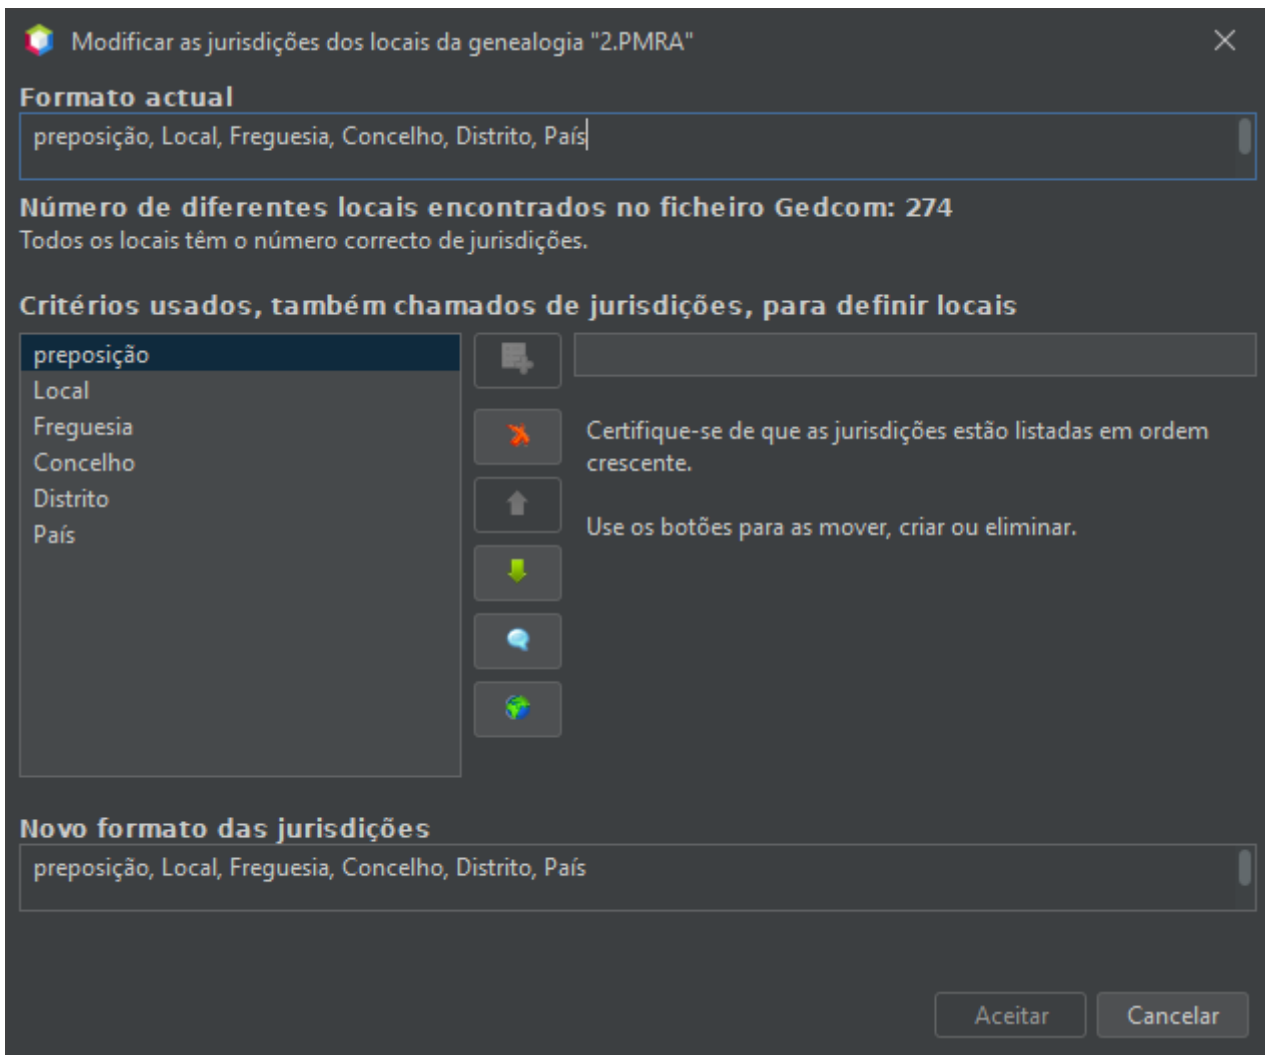 Modificar as jurisdições dos locais da genealogia "2.PMRA"
Formato actual
preposição, Local, Freguesia, Concelho, Distrito, País
Número de diferentes locais encontrados no ficheiro Gedcom: 274
Todos os locais têm o número correcto de jurisdições.
Critérios usados, também chamados de jurisdições, para definir locais
preposição
Local
Freguesia
Concelho
Distrito
País
Certifique-se de que as jurisdições estão listadas em ordem
crescente.
Use os botões para as mover, criar ou eliminar.
Novo formato das jurisdições
preposição, Local, Freguesia, Concelho, Distrito, País
Aceitar
Cancelar